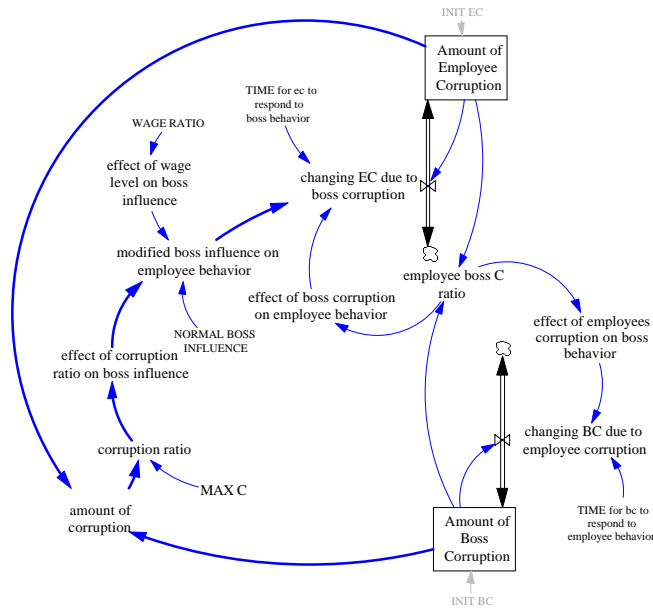 INIT EC
Amount of
Employee
Corruption
TIME for ec to
respond to
boss behavior
WAGE RATIO
effect of wage
level on boss
influence
changing EC due to
boss corruption
modified boss influence on
employee behavior
employee boss C
ratio
effect of boss corruption
on employee behavior
NORMAL BOSS
INFLUENCE
effect of employees
corruption on boss
behavior
effect of corruption
ratio on boss influence
changing BC due to
employee corruption
corruption ratio
MAX C
amount of
corruption
Amount of
Boss
Corruption
TIME for bc to
respond to
employee behavior
INIT BC